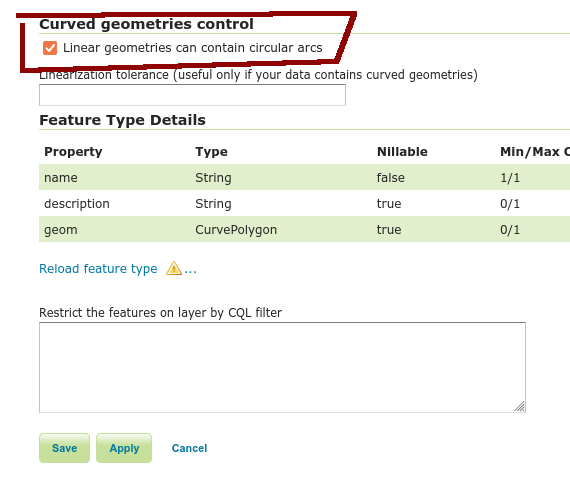 Curved geometries control
Linear geometries can contain circular arcs
Linearization tolerance (useful only if your data contains curved geometries)
Feature Type Details
Property Type Nillable Min/Max
name String false 1/1
description String true 0/1
geom CurvePolygon true 0/1
Reload feature type ...
Restrict the features on layer by CQL filter
Save Apply Cancel